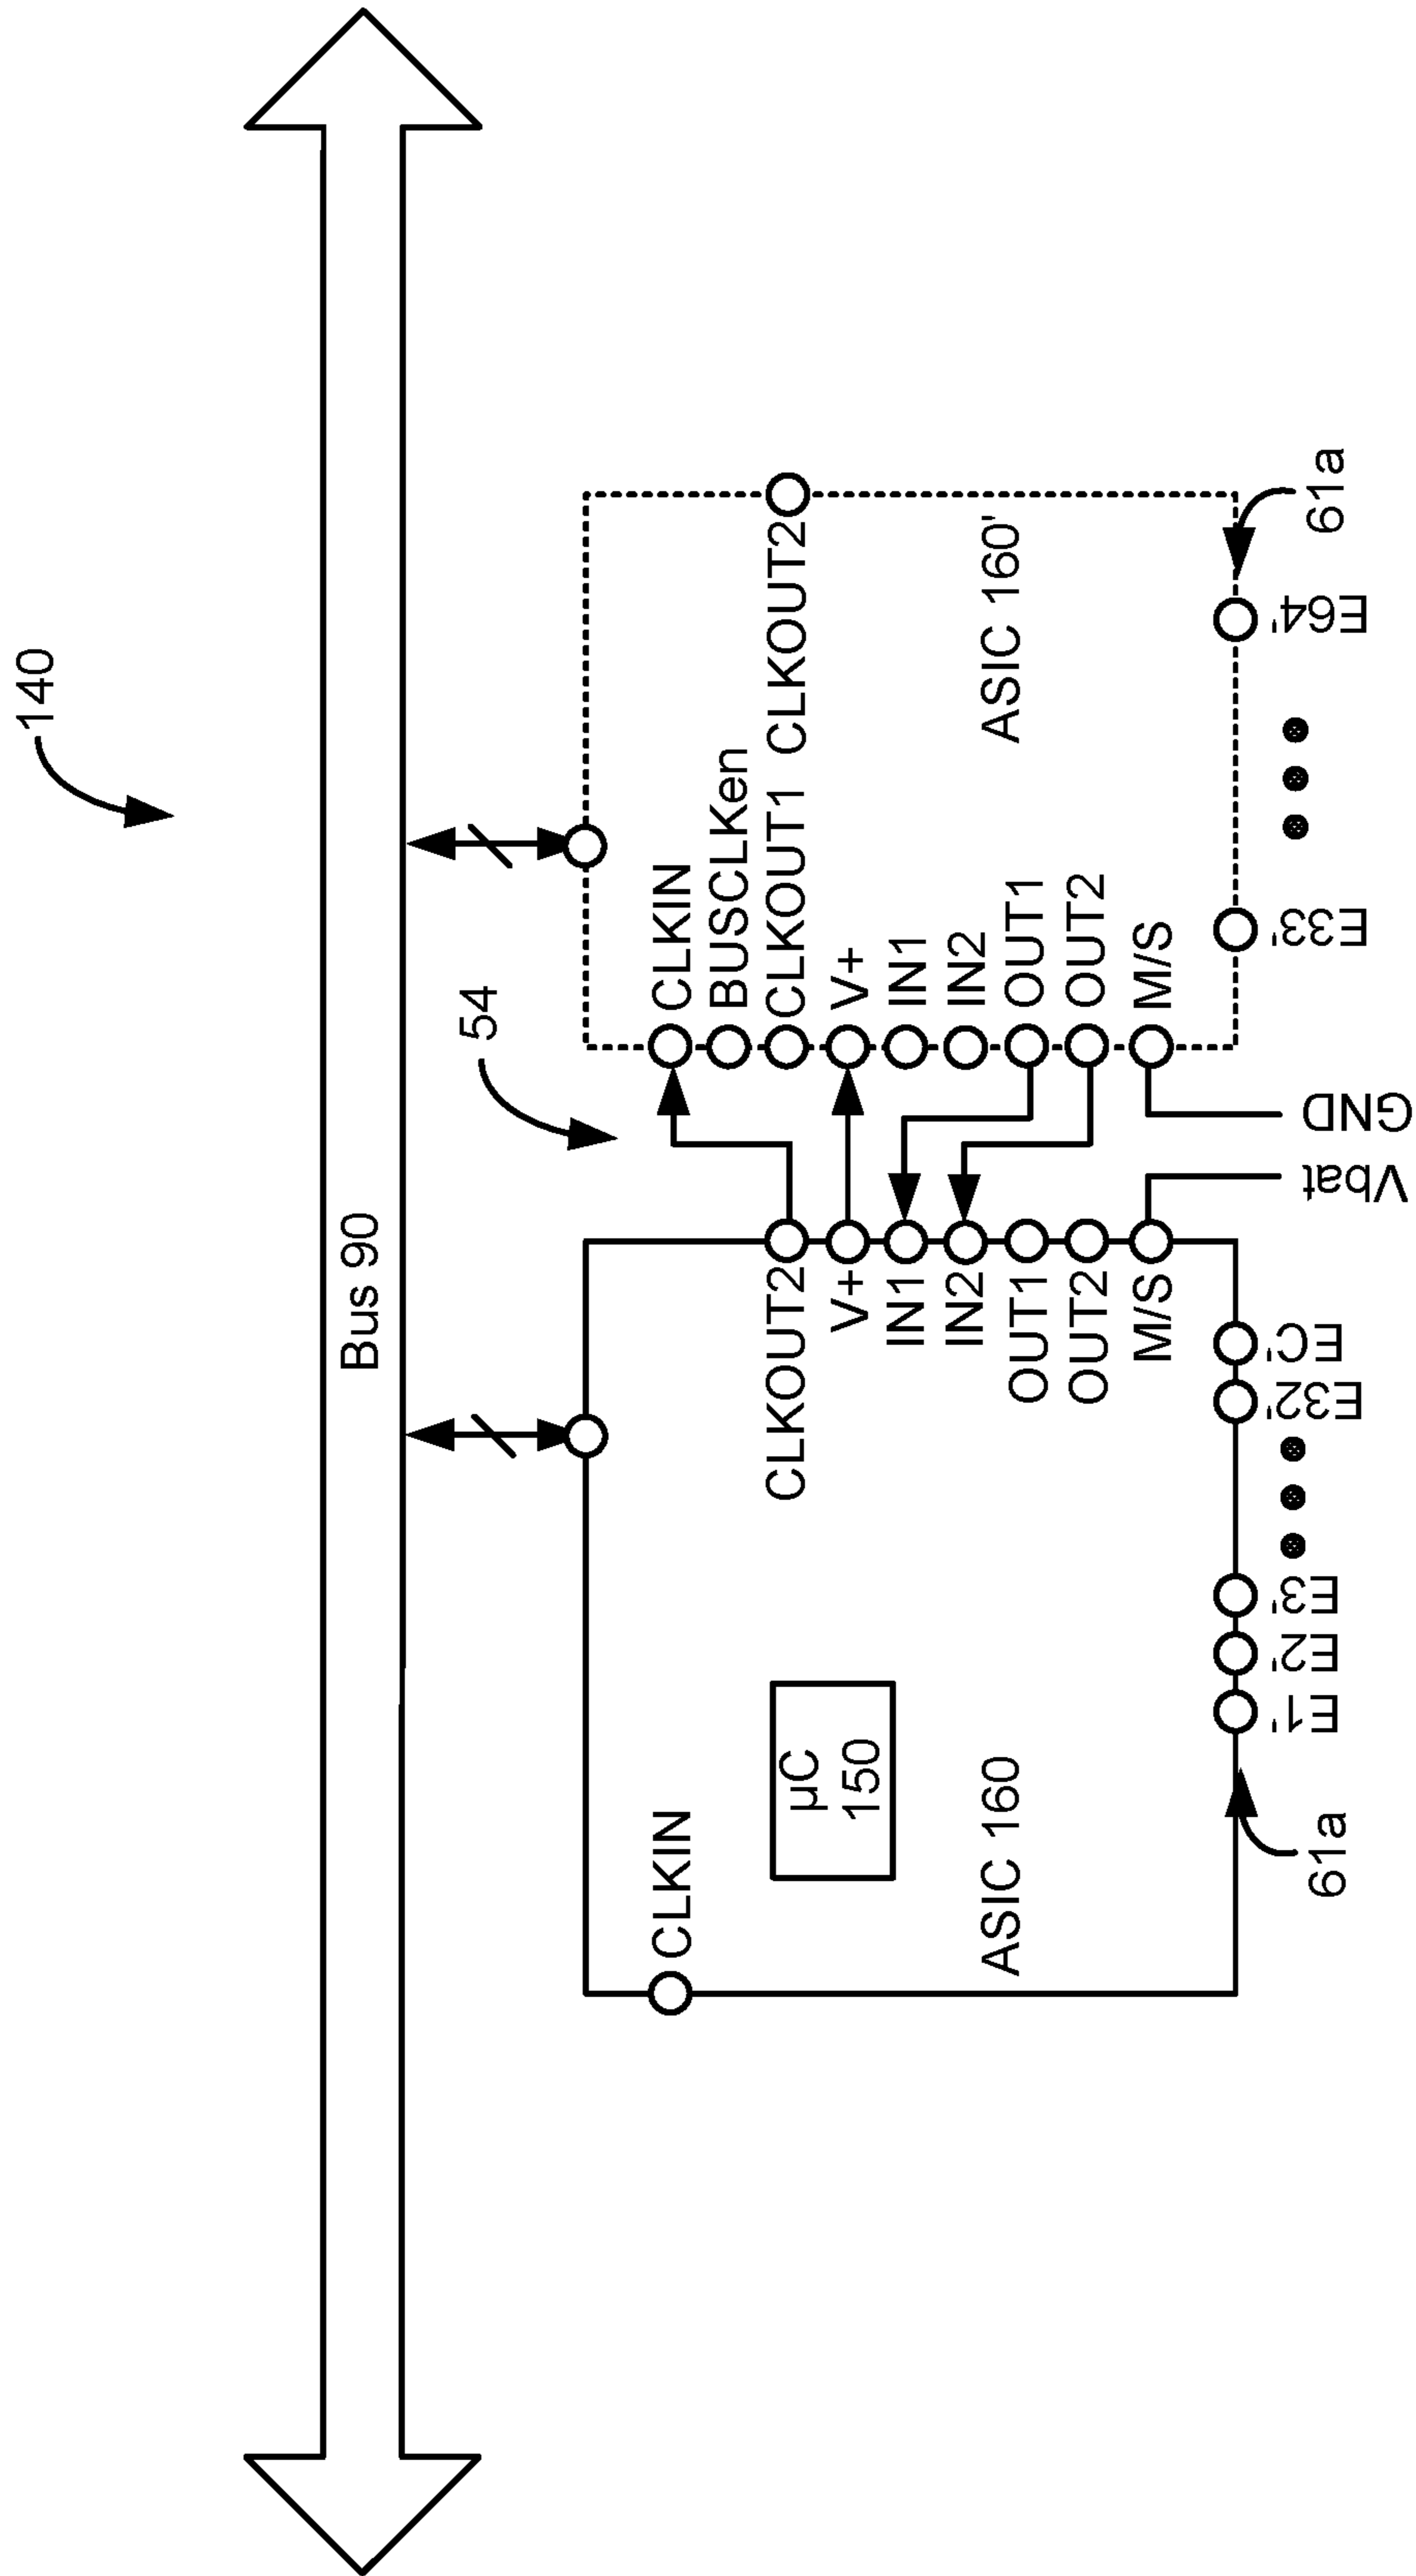 140
Bus 90
54
CLKIN
µC
150
ASIC 160
CLKOUT2
V+
IN1
IN2
OUT1
OUT2
M/S
CLKIN
BUSCLKen
CLKOUT1 CLKOUT2
V+
IN1
IN2
OUT1
OUT2
M/S
ASIC 160'
61a
E1'
E2'
E3'
E32'
EC'
Vbat
GND
E33'
E64'
61a